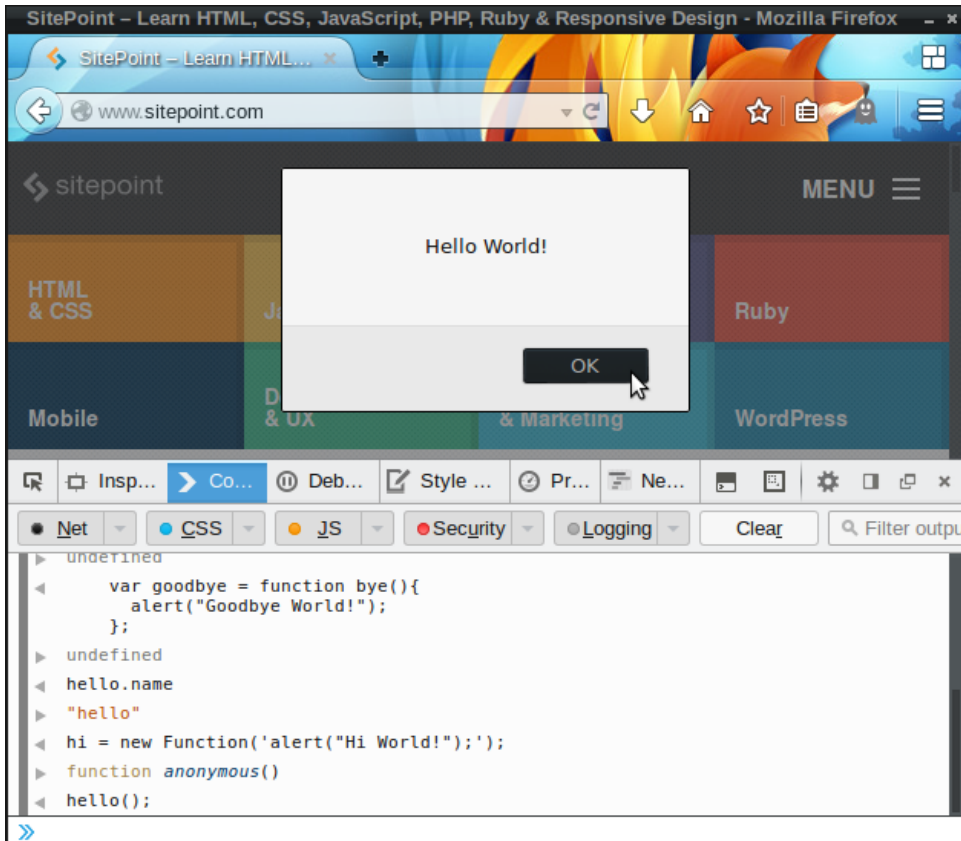 SitePoint – Learn HTML, CSS, JavaScript, PHP, Ruby & Responsive Design - Mozilla Firefox
SitePoint – Learn HTML...
www.sitepoint.com
sitepoint
MENU
Hello World!
OK
HTML
& CSS
Ruby
Mobile
& UX
& Marketing
WordPress
Insp... Co... Deb... Style ... Pr... Ne...
Net CSS JS Security Logging Clear Filter outpu
undefined
var goodbye = function bye(){
alert("Goodbye World!");
};
undefined
hello.name
"hello"
hi = new Function('alert("Hi World!");');
function anonymous()
hello();